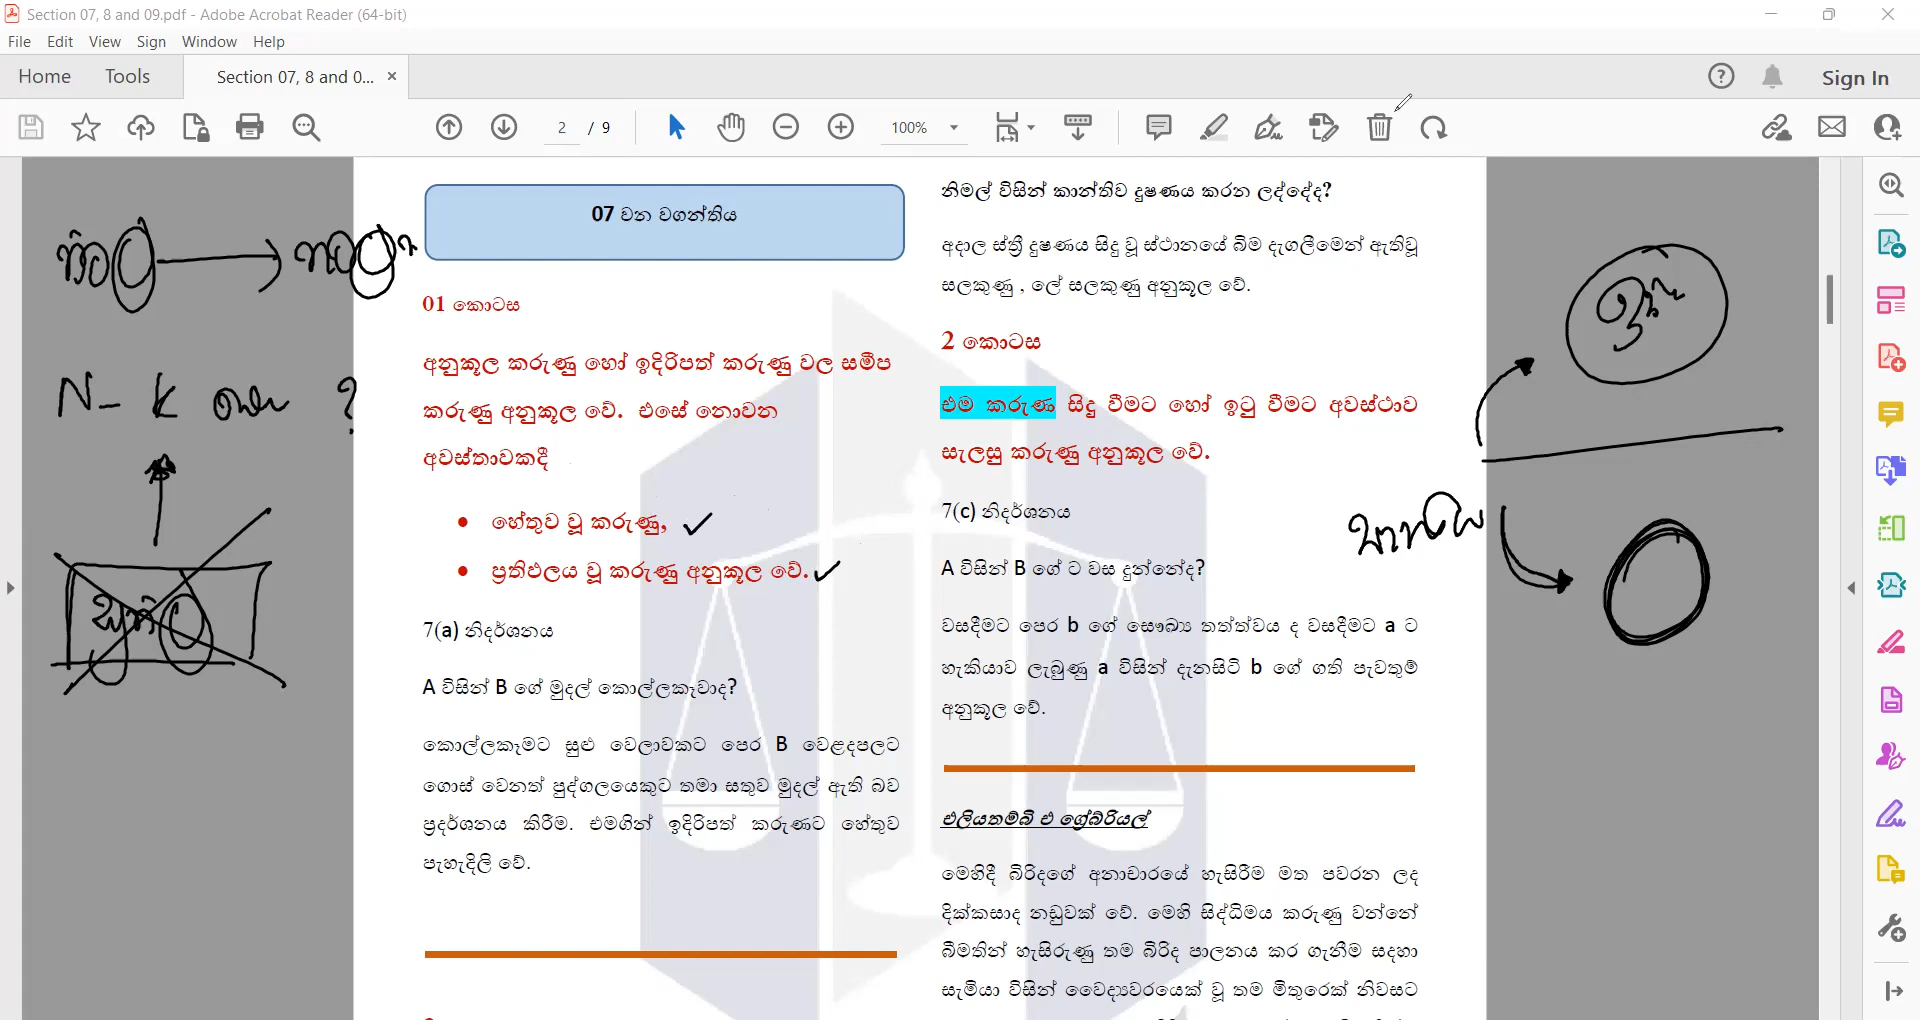 Section 07, 8 and 09.pdf - Adobe Acrobat Reader (64-bit)
File Edit View Sign Window Help
Home Tools Section 07, 8 and 0... × Sign In
2 / 9 100%
07 වන වගන්තිය
01 කොටස
අනුකූල කරුණු හෝ ඉදිරිපත් කරුණු වල සමීප
කරුණු අනුකූල වේ. එසේ නොවන
අවස්තාවකදී
• හේතුව වූ කරුණු,
• ප්‍රතිඵලය වූ කරුණු අනුකූල වේ.
7(a) නිදර්ශනය
A විසින් B ගේ මුදල් කොල්ලකෑවාද?
කොල්ලකෑමට සුළු වෙලාවකට පෙර B වෙළදපලට
ගොස් වෙනත් පුද්ගලයෙකුට තමා සතුව මුදල් ඇති බව
ප්‍රදර්ශනය කිරීම. එමගින් ඉදිරිපත් කරුණට හේතුව
පැහැදිලි වේ.
නිමල් විසින් කාන්තිව දූෂණය කරන ලද්දේද?
අදාල ස්ත්‍රී දූෂණය සිදු වූ ස්ථානයේ බිම දැගලීමෙන් ඇතිවූ
සලකුණු , ලේ සලකුණු අනුකූල වේ.
2 කොටස
එම කරුණ සිදු වීමට හෝ ඉටු වීමට අවස්ථාව
සැලසු කරුණු අනුකූල වේ.
7(c) නිදර්ශනය
A විසින් B ගේ ට වස දුන්නේද?
වසදීමට පෙර b ගේ සෞඛ්‍ය තත්ත්වය ද වසදීමට a ට
හැකියාව ලැබුණු a විසින් දැනසිටි b ගේ ගති පැවතුම්
අනුකූල වේ.
එලියතම්බි එ ග්‍රේබ්රියල්
මෙහිදී බිරිදගේ අනාචාරයේ හැසිරීම මත පවරන ලද
දික්කසාද නඩුවක් වේ. මෙහි සිද්ධිමය කරුණු වන්නේ
බීමතින් හැසිරුණු තම බිරිද පාලනය කර ගැනීම සදහා
සැමියා විසින් වෛද්‍යවරයෙක් වූ තම මිතුරෙක් නිවසට
N - K
?